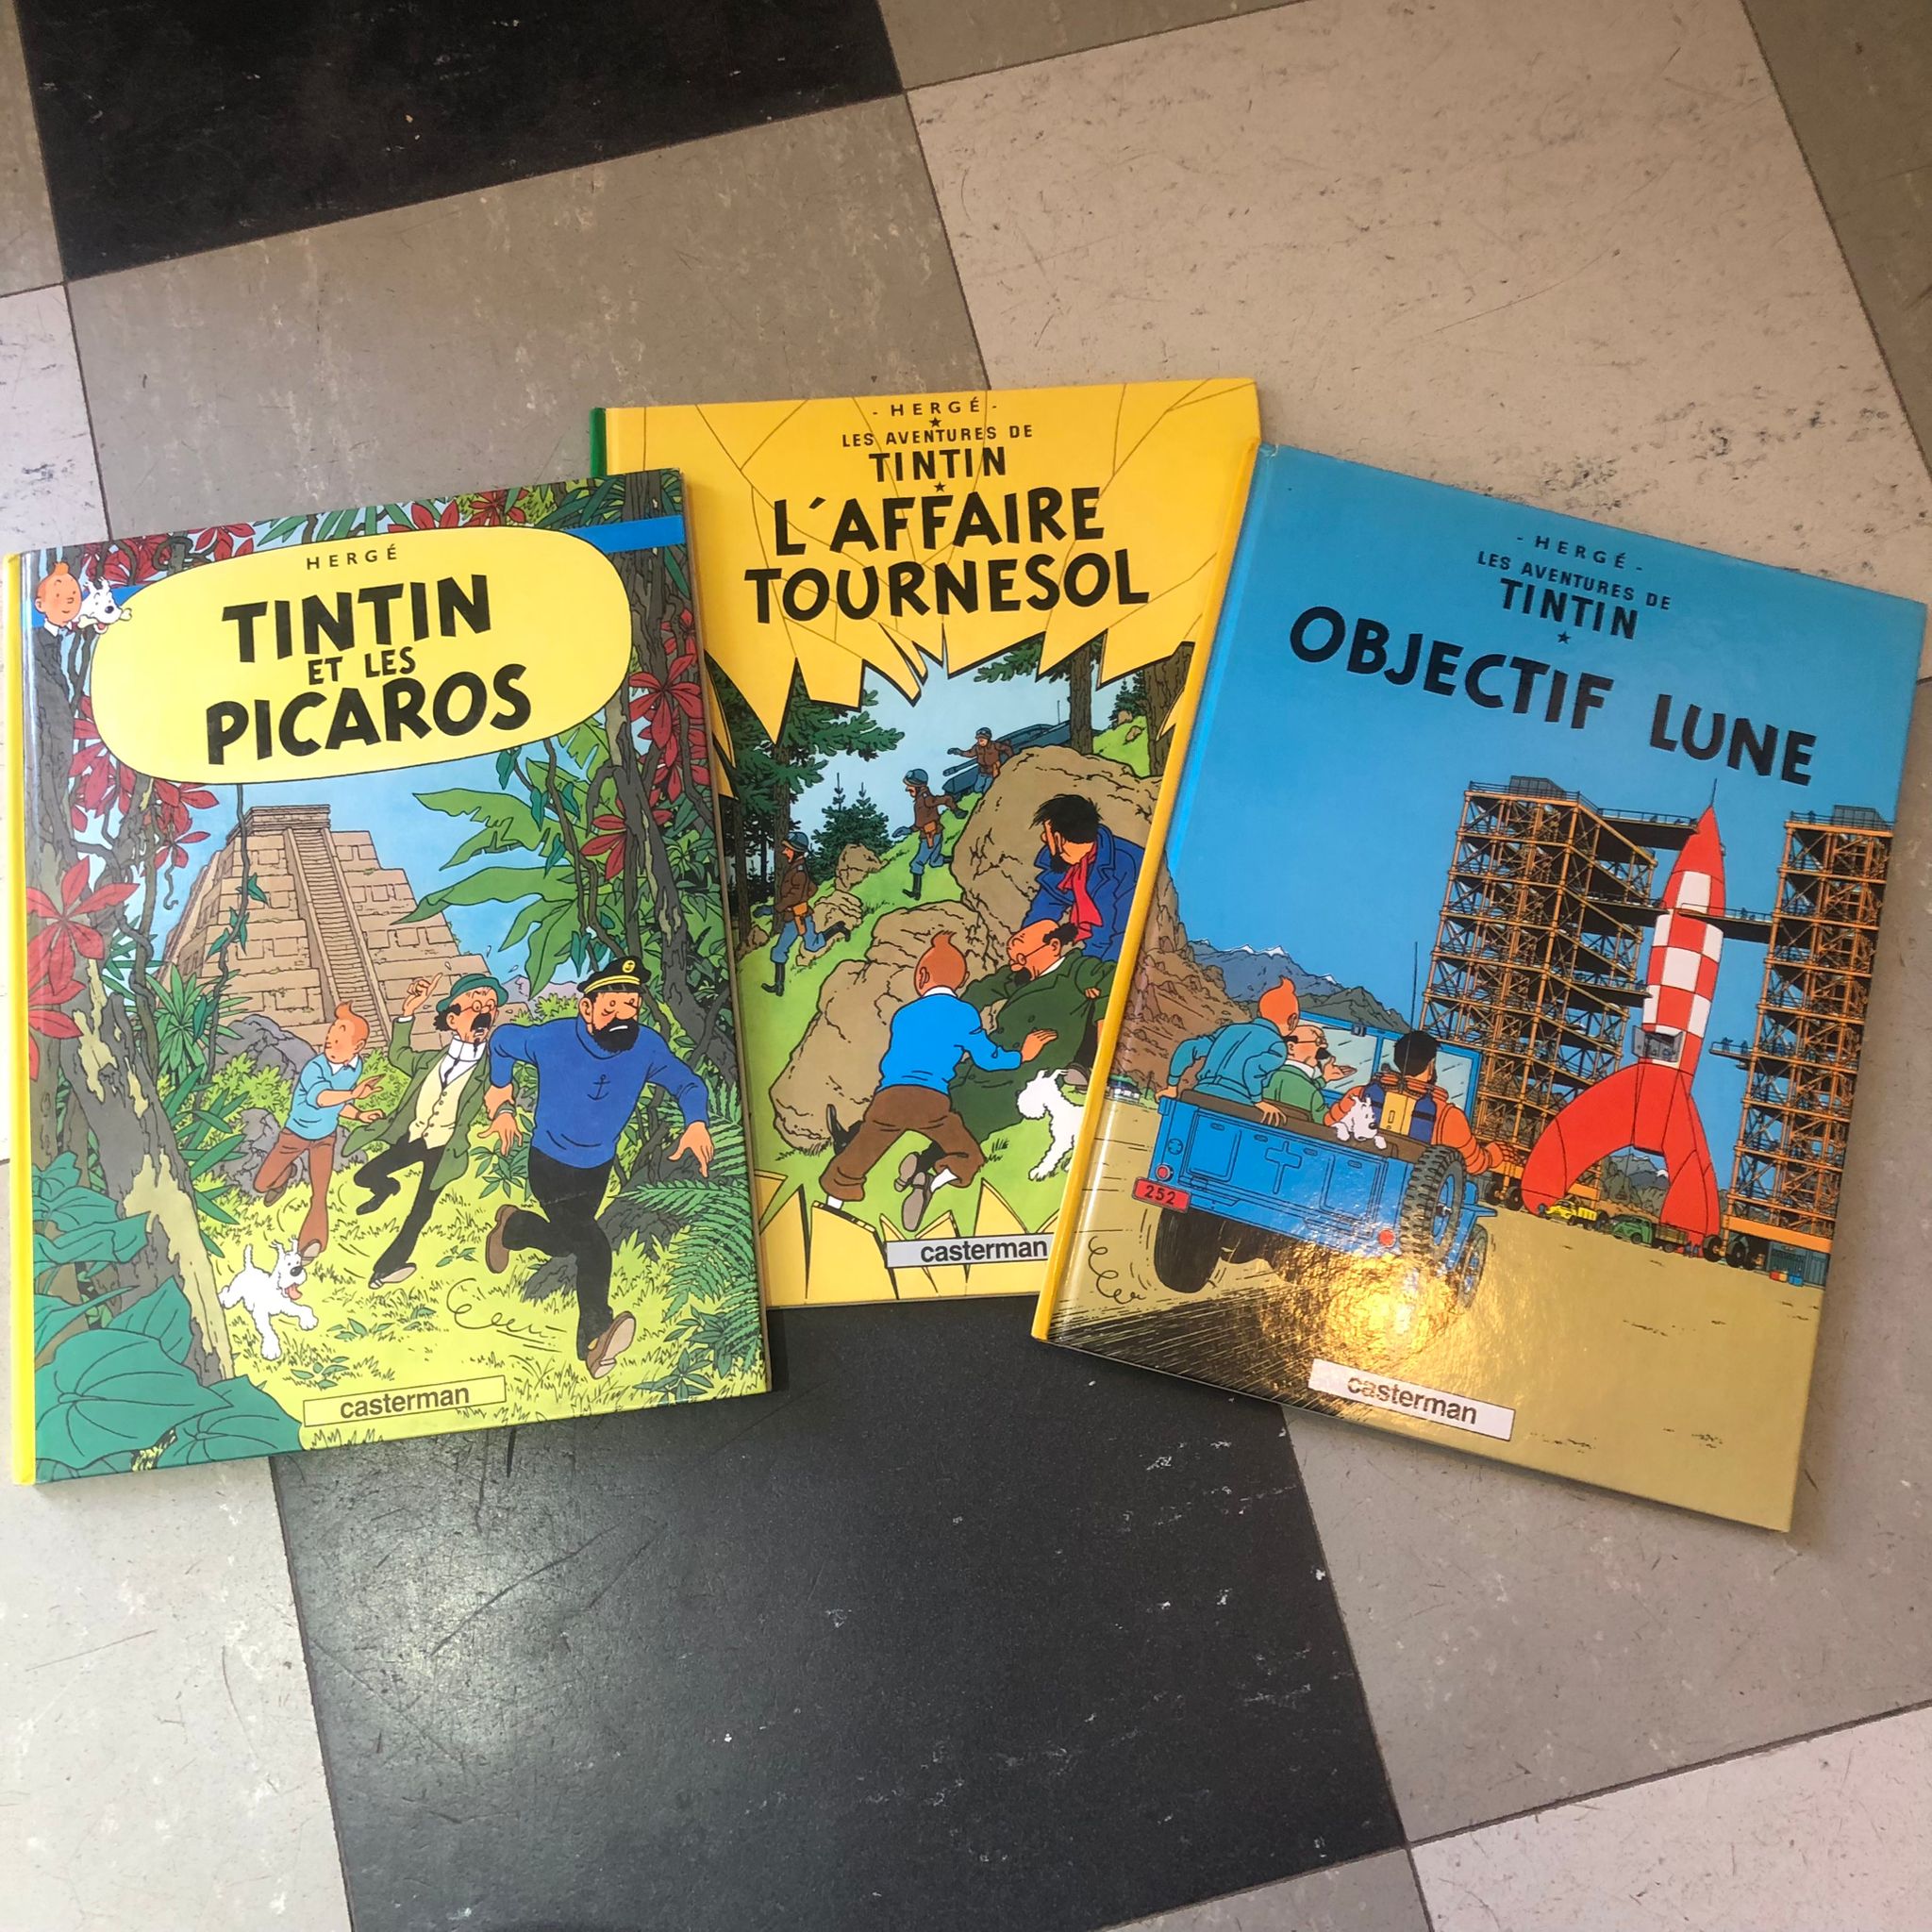 HERGÉ
TINTIN
ET LES
PICAROS
casterman
- HERGÉ -
LES AVENTURES DE
TINTIN
L'AFFAIRE
TOURNESOL
casterman
- HERGÉ -
LES AVENTURES DE
TINTIN
OBJECTIF LUNE
252
casterman